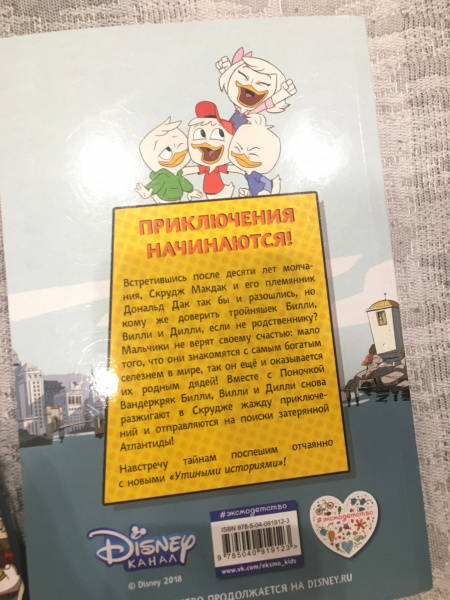 ПРИКЛЮЧЕНИЯ
НАЧИНАЮТСЯ!
Встретившись после десяти лет молча-
ния, Скрудж Макдак и его племянник
Дональд Дак так бы и разошлись, но
кому же доверить тройняшек Билли,
Вилли и Дилли, если не родственнику?
Мальчики не верят своему счастью: мало
того, что они знакомятся с самым богатым
селезнем в мире, так он ещё и оказывается
их родным дядей! Вместе с Поночкой
Вандеркряк Билли, Вилли и Дилли снова
разжигают в Скрудже жажду приключе-
ний и отправляются на поиски затерянной
Атлантиды!
Навстречу тайнам поспешим отчаянно
с новыми «Утиными историями»!
#эксмодетство
ISBN 978-5-04-091912-3
9785040919123
www.vk.com/eksmo_kids
#эксмодетство
Disney
КАНАЛ
© Disney 2018
ПРОДОЛЖАЕТСЯ НА DISNEY.RU